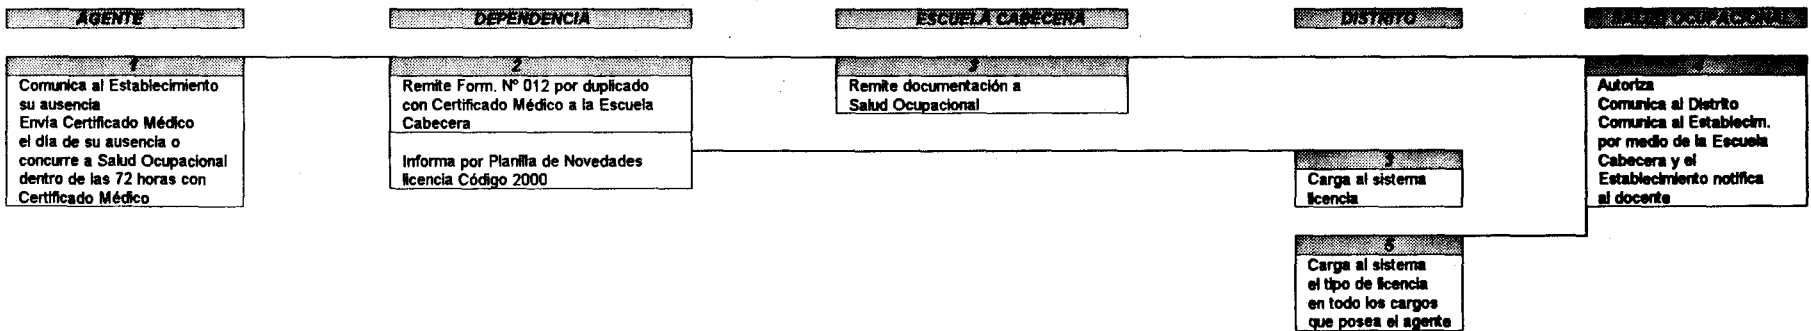 AGENTE
DEPENDENCIA
ESCUELA CABECERA
DISTRITO
SALUD OCUPACIONAL
1
Comunica al Establecimiento
su ausencia
Envía Certificado Médico
el día de su ausencia o
concurre a Salud Ocupacional
dentro de las 72 horas con
Certificado Médico
2
Remite Form. Nº 012 por duplicado
con Certificado Médico a la Escuela
Cabecera
Informa por Planilla de Novedades
licencia Código 2000
3
Remite documentación a
Salud Ocupacional
3
Carga al sistema
licencia
4
Autoriza
Comunica al Distrito
Comunica al Establecim.
por medio de la Escuela
Cabecera y el
Establecimiento notifica
al docente
5
Carga al sistema
el tipo de licencia
en todo los cargos
que posea el agente